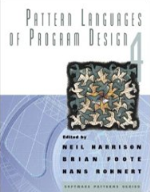 PATTERN LANGUAGES
OF PROGRAM DESIGN
4
Edited by
NEIL HARRISON
BRIAN FOOTE
HANS ROHNERT
SOFTWARE PATTERNS SERIES